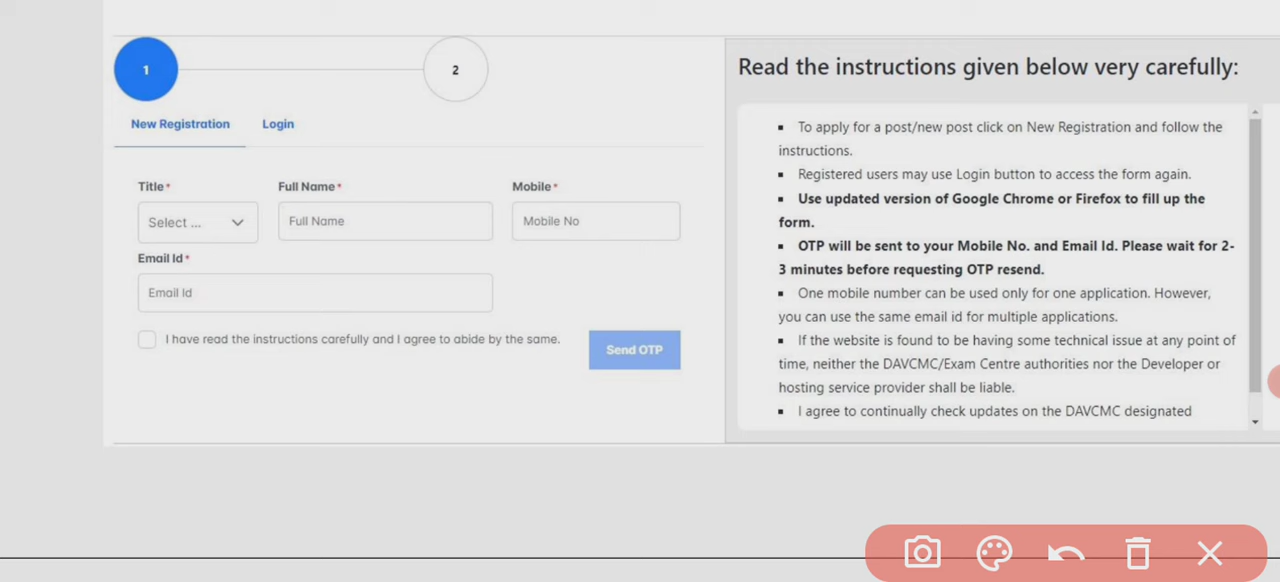 1
2
New Registration
Login
Title*
Full Name*
Mobile*
Select ...
Full Name
Mobile No
Email Id*
Email Id
I have read the instructions carefully and I agree to abide by the same.
Send OTP
Read the instructions given below very carefully:
▪ To apply for a post/new post click on New Registration and follow the
instructions.
▪ Registered users may use Login button to access the form again.
▪ Use updated version of Google Chrome or Firefox to fill up the
form.
▪ OTP will be sent to your Mobile No. and Email Id. Please wait for 2-
3 minutes before requesting OTP resend.
▪ One mobile number can be used only for one application. However,
you can use the same email id for multiple applications.
▪ If the website is found to be having some technical issue at any point of
time, neither the DAVCMC/Exam Centre authorities nor the Developer or
hosting service provider shall be liable.
▪ I agree to continually check updates on the DAVCMC designated